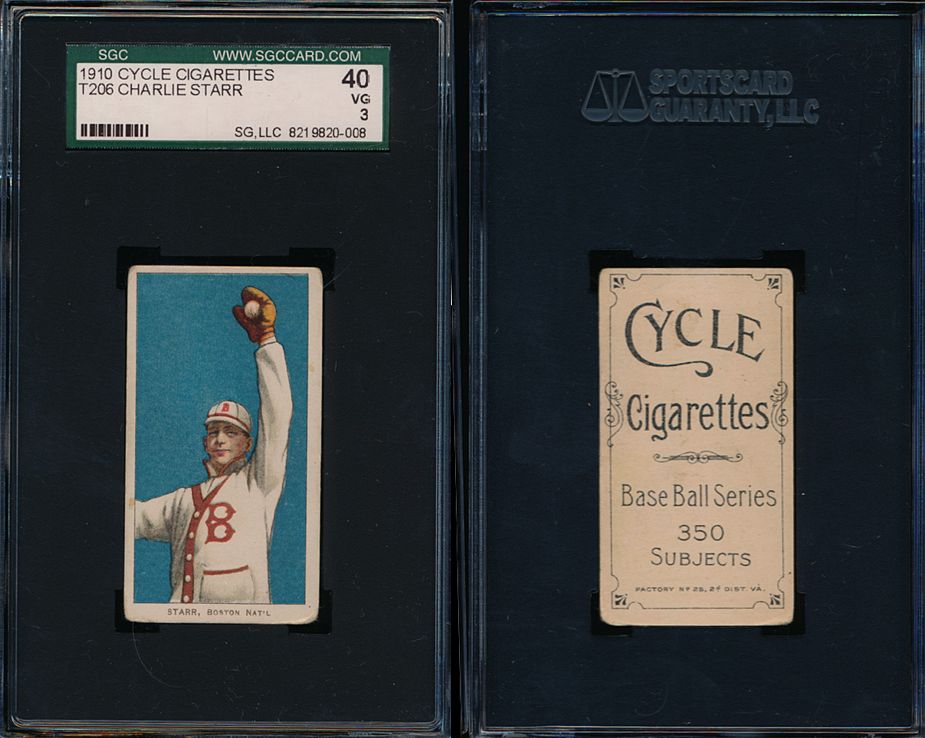 SGC WWW.SGCCARD.COM
1910 CYCLE CIGARETTES
T206 CHARLIE STARR
40
VG
3
SG,LLC 8219820-008
B
B
STARR, BOSTON NAT'L
SPORTSCARD
GUARANTY, LLC
CYCLE
Cigarettes
Base Ball Series
350
SUBJECTS
FACTORY Nº 25, 2ᵈ DIST. VA.